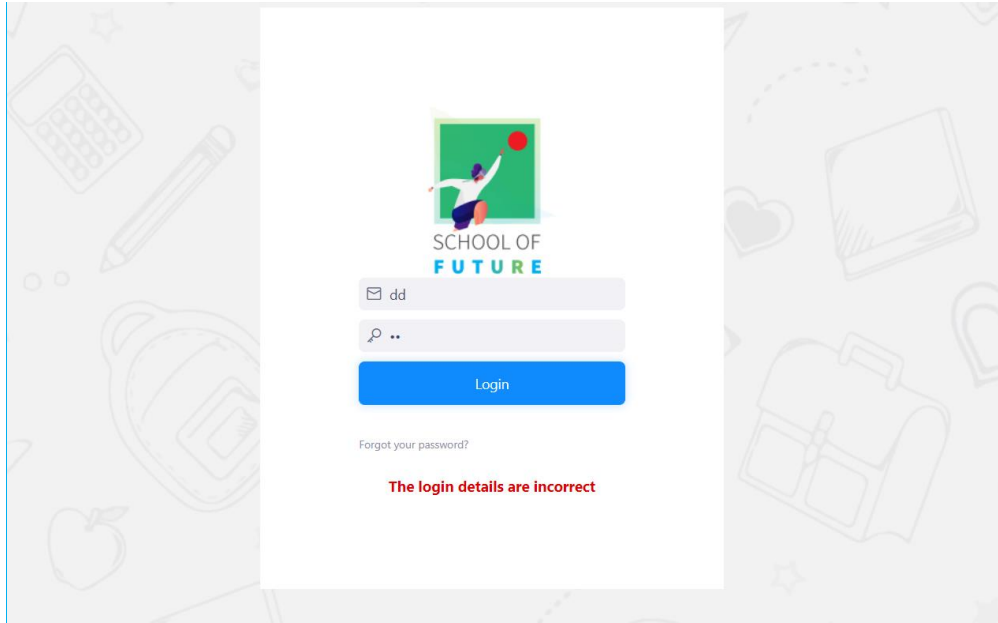 SCHOOL OF
FUTURE
dd
••
Login
Forgot your password?
The login details are incorrect